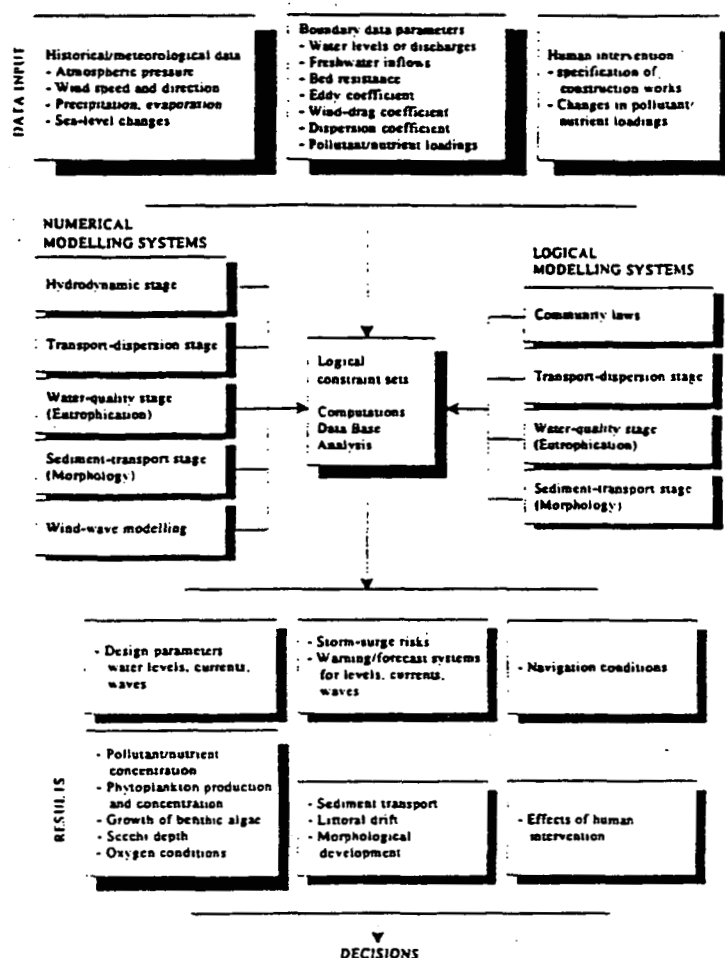 DATA INPUT
Historical/meteorological data
- Atmospheric pressure
- Wind speed and direction
- Precipitation, evaporation
- Sea-level changes
Boundary data parameters
- Water levels or discharges
- Freshwater inflows
- Bed resistance
- Eddy coefficient
- Wind-drag coefficient
- Dispersion coefficient
- Pollutant/nutrient loadings
Human intervention
- specification of
construction works
- Changes in pollutant/
nutrient loadings
NUMERICAL
MODELLING SYSTEMS
Hydrodynamic stage
Transport-dispersion stage
Water-quality stage
(Eutrophication)
Sediment-transport stage
(Morphology)
Wind-wave modelling
Logical
constraint sets
Computations
Data Base
Analysis
LOGICAL
MODELLING SYSTEMS
Community laws
Transport-dispersion stage
Water-quality stage
(Eutrophication)
Sediment-transport stage
(Morphology)
RESULTS
- Design parameters
water levels, currents,
waves
- Storm-surge risks
- Warning/forecast systems
for levels, currents,
waves
- Navigation conditions
- Pollutant/nutrient
concentration
- Phytoplankton production
and concentration
- Growth of benthic algae
- Secchi depth
- Oxygen conditions
- Sediment transport
- Littoral drift
- Morphological
development
- Effects of human
intervention
DECISIONS